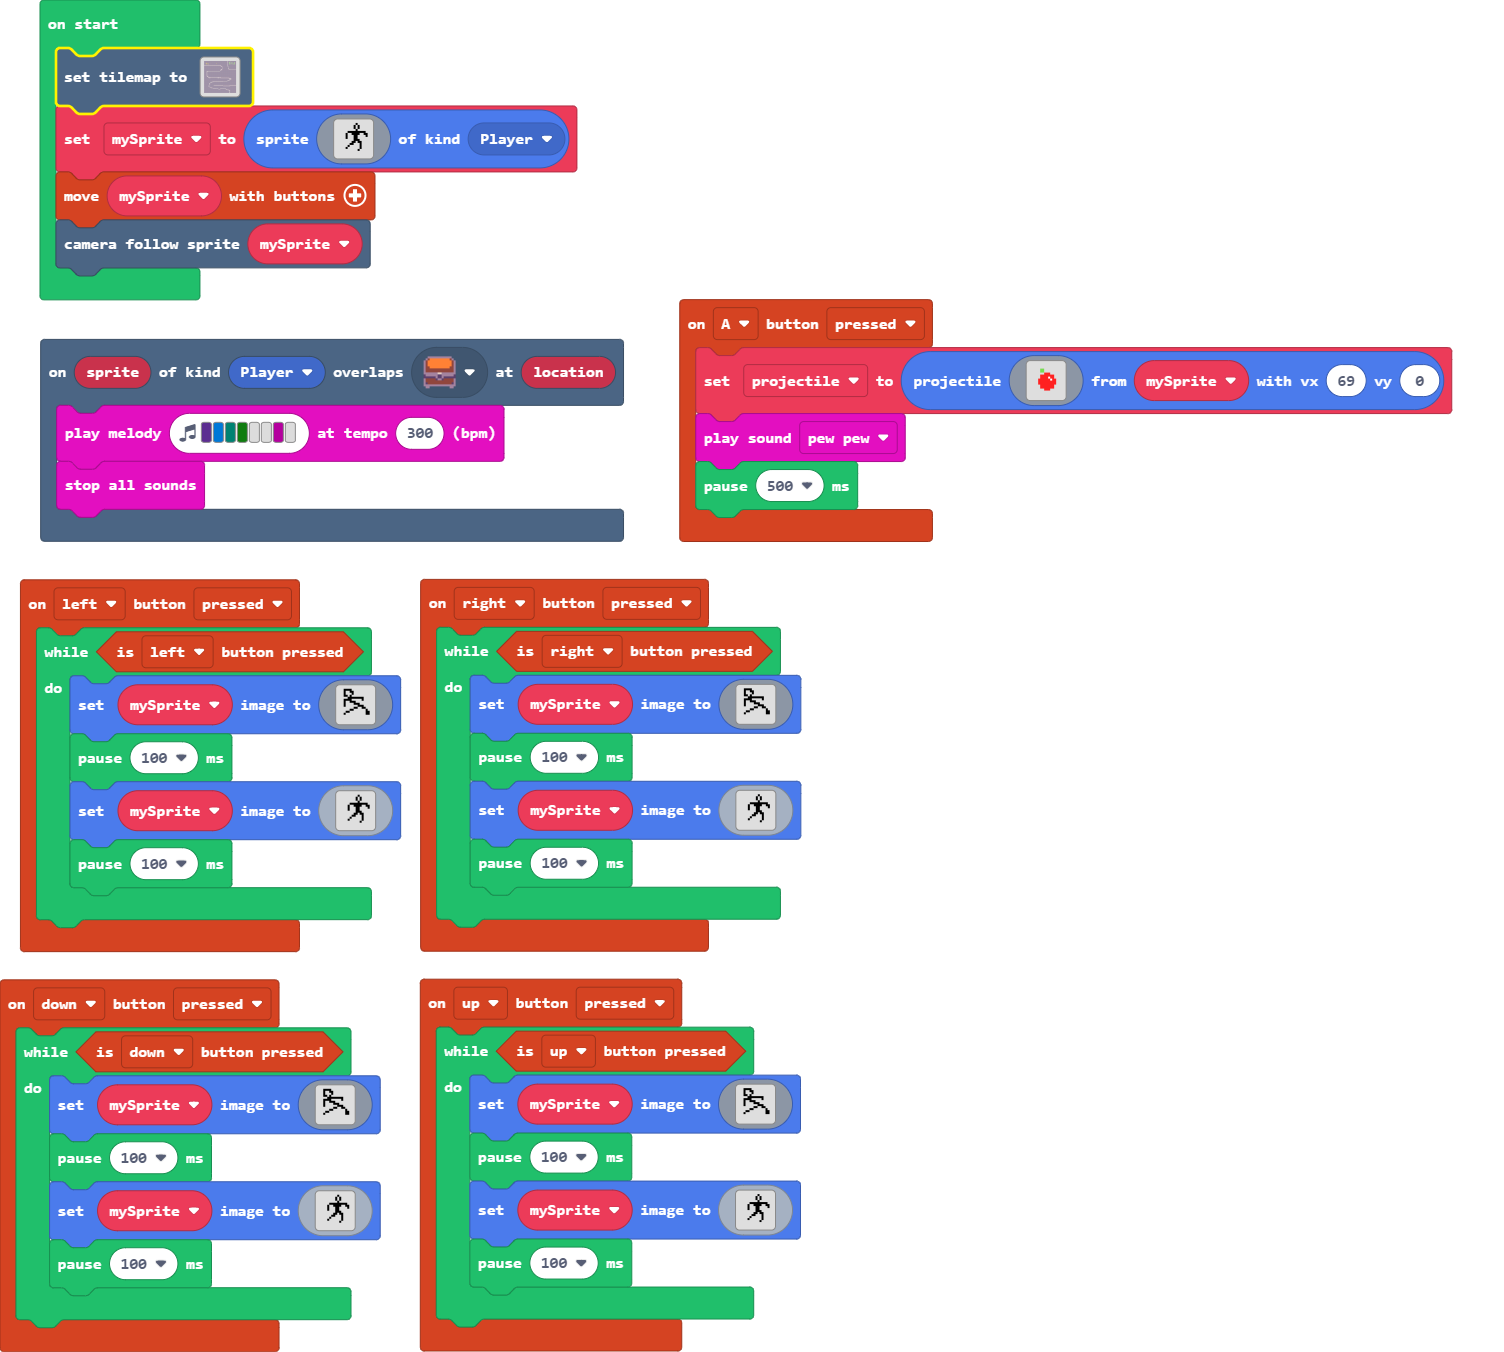 on start
set tilemap to
set mySprite to sprite of kind Player
move mySprite with buttons
camera follow sprite mySprite
on sprite of kind Player overlaps at location
play melody at tempo 300 (bpm)
stop all sounds
on A button pressed
set projectile to projectile from mySprite with vx 69 vy 0
play sound pew pew
pause 500 ms
on left button pressed
while is left button pressed
do
set mySprite image to
pause 100 ms
set mySprite image to
pause 100 ms
on right button pressed
while is right button pressed
do
set mySprite image to
pause 100 ms
set mySprite image to
pause 100 ms
on down button pressed
while is down button pressed
do
set mySprite image to
pause 100 ms
set mySprite image to
pause 100 ms
on up button pressed
while is up button pressed
do
set mySprite image to
pause 100 ms
set mySprite image to
pause 100 ms